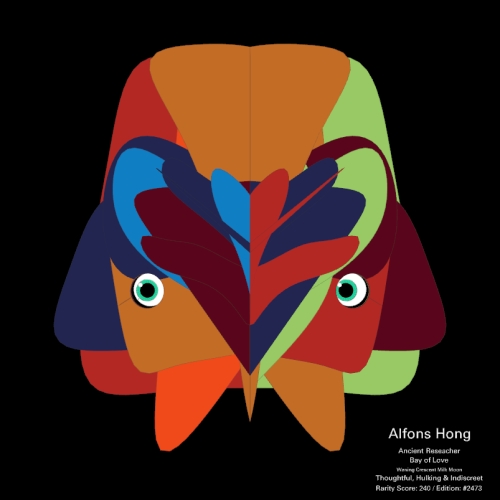 Alfons Hong
Ancient Reseacher
Bay of Love
Waning Crescent Milk Moon
Thoughtful, Hulking & Indiscreet
Rarity Score: 240 / Edition: #2473